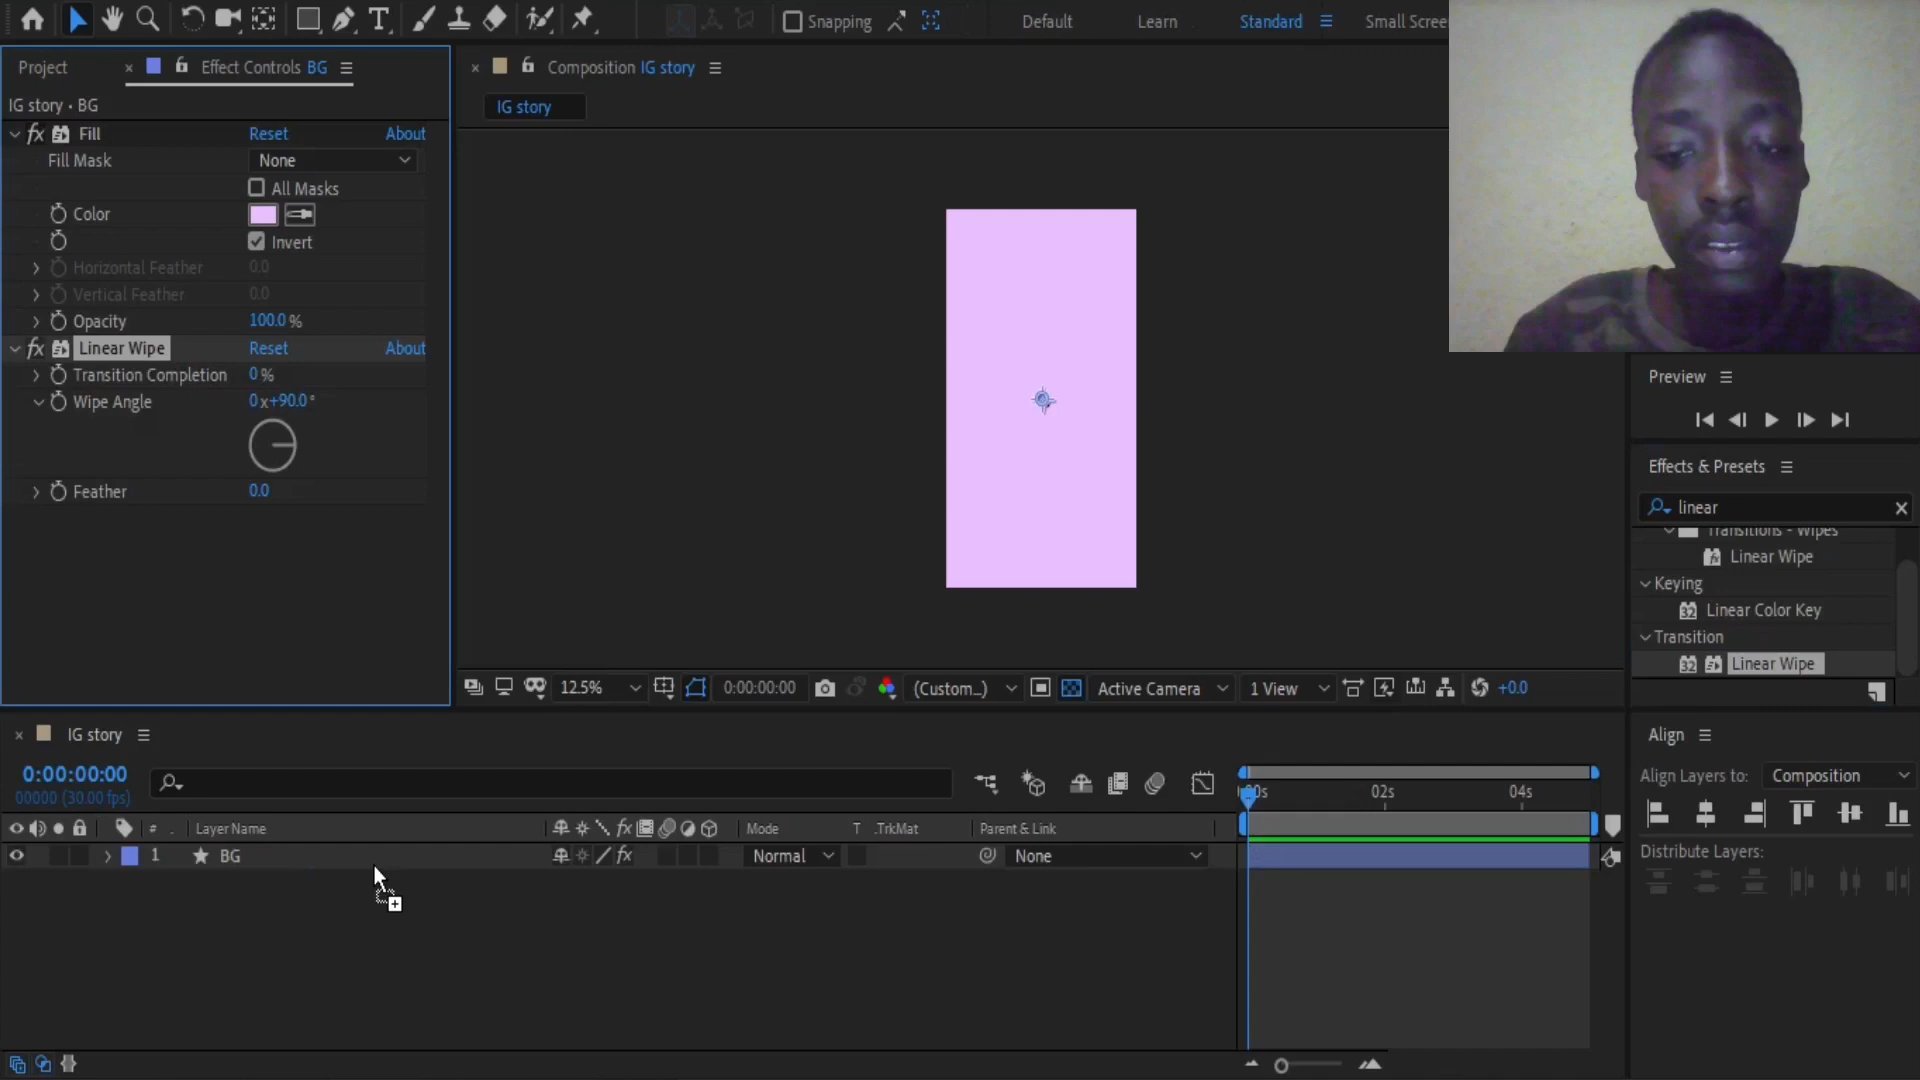 Snapping
Default
Learn
Standard
Small Scree
Project
Effect Controls BG
Composition IG story
IG story • BG
IG story
Fill
Reset
About
Fill Mask
None
All Masks
Color
Invert
Horizontal Feather
0.0
Vertical Feather
0.0
Opacity
100.0 %
Linear Wipe
Reset
About
Transition Completion
0 %
Wipe Angle
0 x+90.0 °
Feather
0.0
Preview
Effects & Presets
linear
Transitions - Wipes
Linear Wipe
Keying
Linear Color Key
Transition
Linear Wipe
12.5%
0:00:00:00
(Custom_)
Active Camera
1 View
+0.0
IG story
0:00:00:00
00000 (30.00 fps)
02s
04s
Layer Name
Mode
T .TrkMat
Parent & Link
1
BG
Normal
None
Align
Align Layers to:
Composition
Distribute Layers: